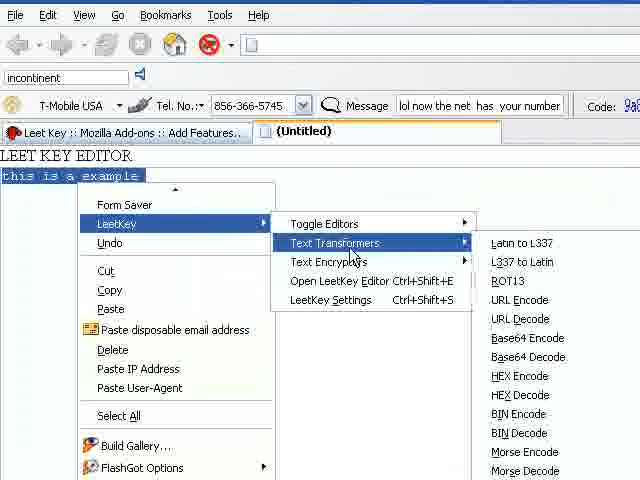 File Edit View Go Bookmarks Tools Help
incontinent
T-Mobile USA Tel. No.: 856-366-5745 Message lol now the net has your number Code:
Leet Key :: Mozilla Add-ons :: Add Features... (Untitled)
LEET KEY EDITOR
this is a example
Form Saver
LeetKey
Undo
Cut
Copy
Paste
Paste disposable email address
Delete
Paste IP Address
Paste User-Agent
Select All
Build Gallery...
FlashGot Options
Toggle Editors
Text Transformers
Text Encryptors
Open LeetKey Editor Ctrl+Shift+E
LeetKey Settings Ctrl+Shift+S
Latin to L337
L337 to Latin
ROT13
URL Encode
URL Decode
Base64 Encode
Base64 Decode
HEX Encode
HEX Decode
BIN Encode
BIN Decode
Morse Encode
Morse Decode